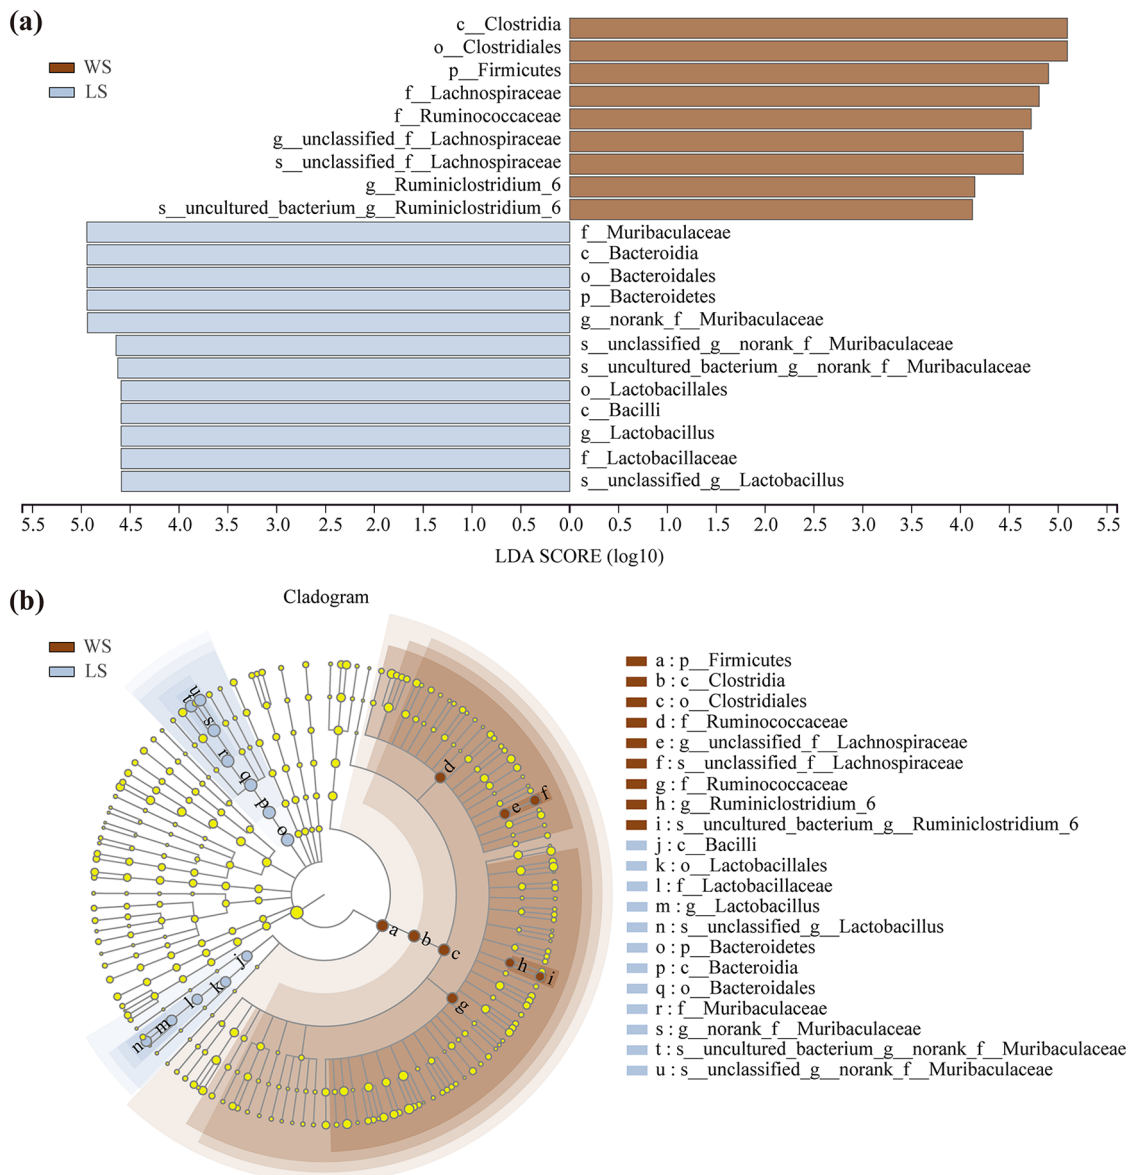 (a)
WS
LS
c__Clostridia
o__Clostridiales
p__Firmicutes
f__Lachnospiraceae
f__Ruminococcaceae
g__unclassified_f__Lachnospiraceae
s__unclassified_f__Lachnospiraceae
g__Ruminiclostridium_6
s__uncultured_bacterium_g__Ruminiclostridium_6
f__Muribaculaceae
c__Bacteroidia
o__Bacteroidales
p__Bacteroidetes
g__norank_f__Muribaculaceae
s__unclassified_g__norank_f__Muribaculaceae
s__uncultured_bacterium_g__norank_f__Muribaculaceae
o__Lactobacillales
c__Bacilli
g__Lactobacillus
f__Lactobacillaceae
s__unclassified_g__Lactobacillus
5.5 5.0 4.5 4.0 3.5 3.0 2.5 2.0 1.5 1.0 0.5 0.0 0.5 1.0 1.5 2.0 2.5 3.0 3.5 4.0 4.5 5.0 5.5
LDA SCORE (log10)
(b)
Cladogram
WS
LS
u
t
s
r
q
p
o
d
e
f
a
b
c
h
i
g
j
k
l
m
n
a : p__Firmicutes
b : c__Clostridia
c : o__Clostridiales
d : f__Ruminococcaceae
e : g__unclassified_f__Lachnospiraceae
f : s__unclassified_f__Lachnospiraceae
g : f__Ruminococcaceae
h : g__Ruminiclostridium_6
i : s__uncultured_bacterium_g__Ruminiclostridium_6
j : c__Bacilli
k : o__Lactobacillales
l : f__Lactobacillaceae
m : g__Lactobacillus
n : s__unclassified_g__Lactobacillus
o : p__Bacteroidetes
p : c__Bacteroidia
q : o__Bacteroidales
r : f__Muribaculaceae
s : g__norank_f__Muribaculaceae
t : s__uncultured_bacterium_g__norank_f__Muribaculaceae
u : s__unclassified_g__norank_f__Muribaculaceae